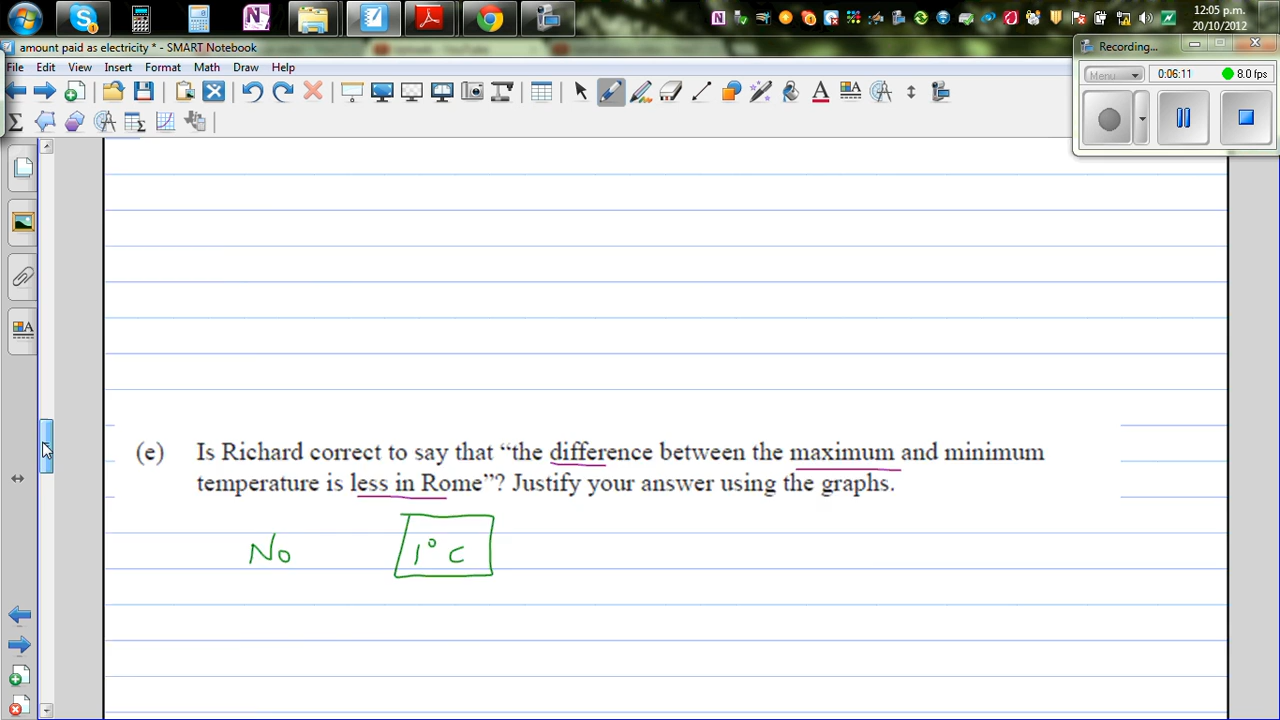 12:05 p.m.
20/10/2012
amount paid as electricity * - SMART Notebook
Recording...
File Edit View Insert Format Math Draw Help
Menu
0:06:11
8.0 fps
(e) Is Richard correct to say that “the difference between the maximum and minimum
temperature is less in Rome”? Justify your answer using the graphs.
No 1° C